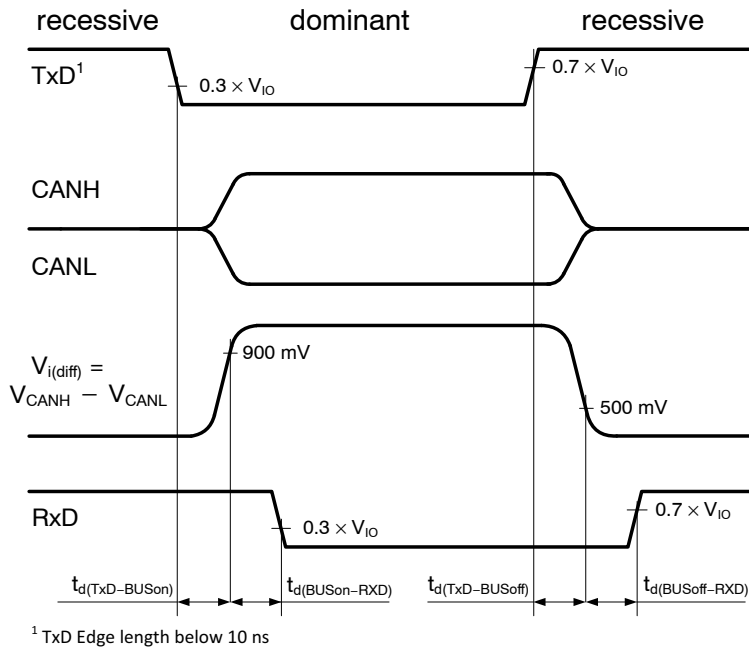 recessive dominant recessive
TxD¹ 0.3 × V_IO 0.7 × V_IO
CANH
CANL
V_i(diff) = 900 mV
V_CANH − V_CANL 500 mV
RxD 0.3 × V_IO 0.7 × V_IO
t_d(TxD−BUSon) t_d(BUSon−RXD) t_d(TxD−BUSoff) t_d(BUSoff−RXD)
¹ TxD Edge length below 10 ns